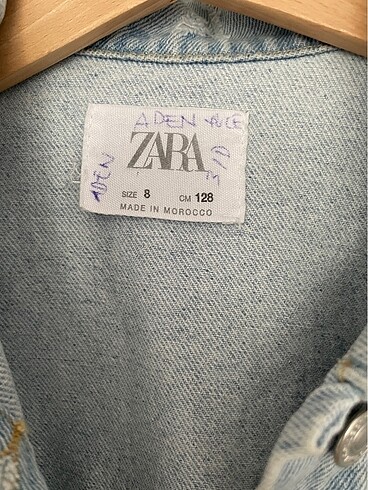 ADEN
ZARA
ADEN
SIZE 8 CM 128
MADE IN MOROCCO